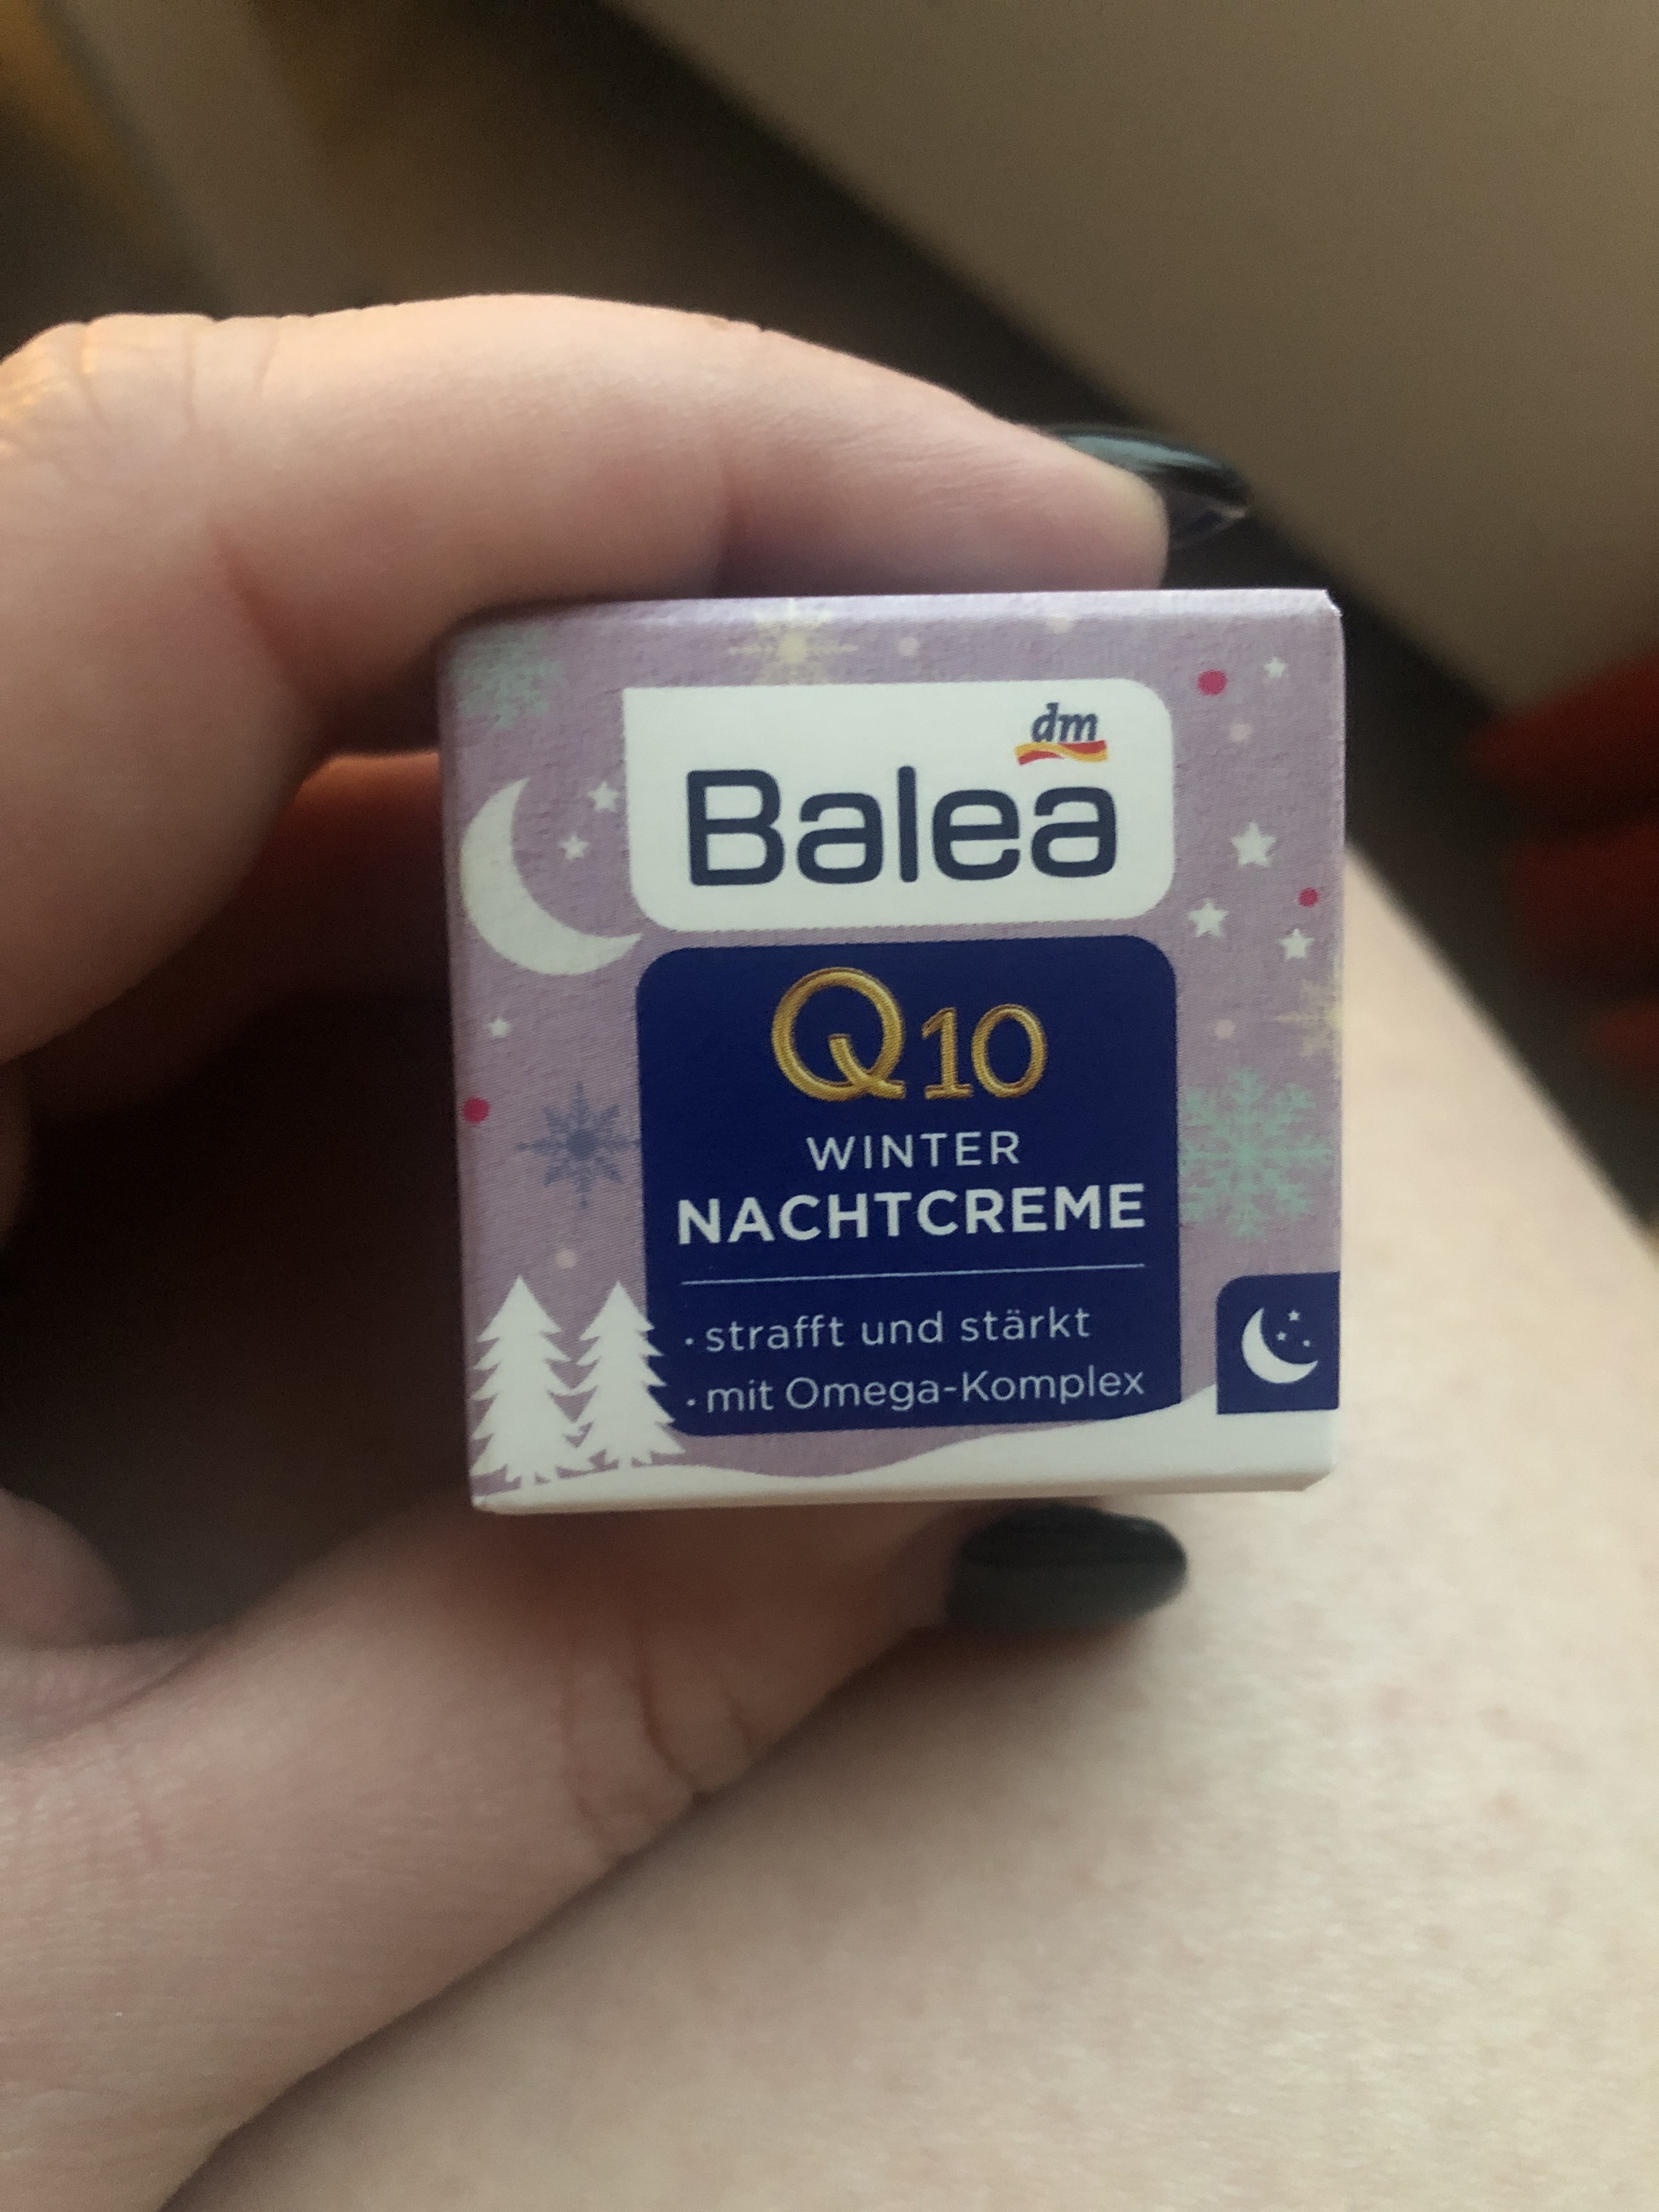 dm
Balea
Q10
WINTER
NACHTCREME
· strafft und stärkt
· mit Omega-Komplex